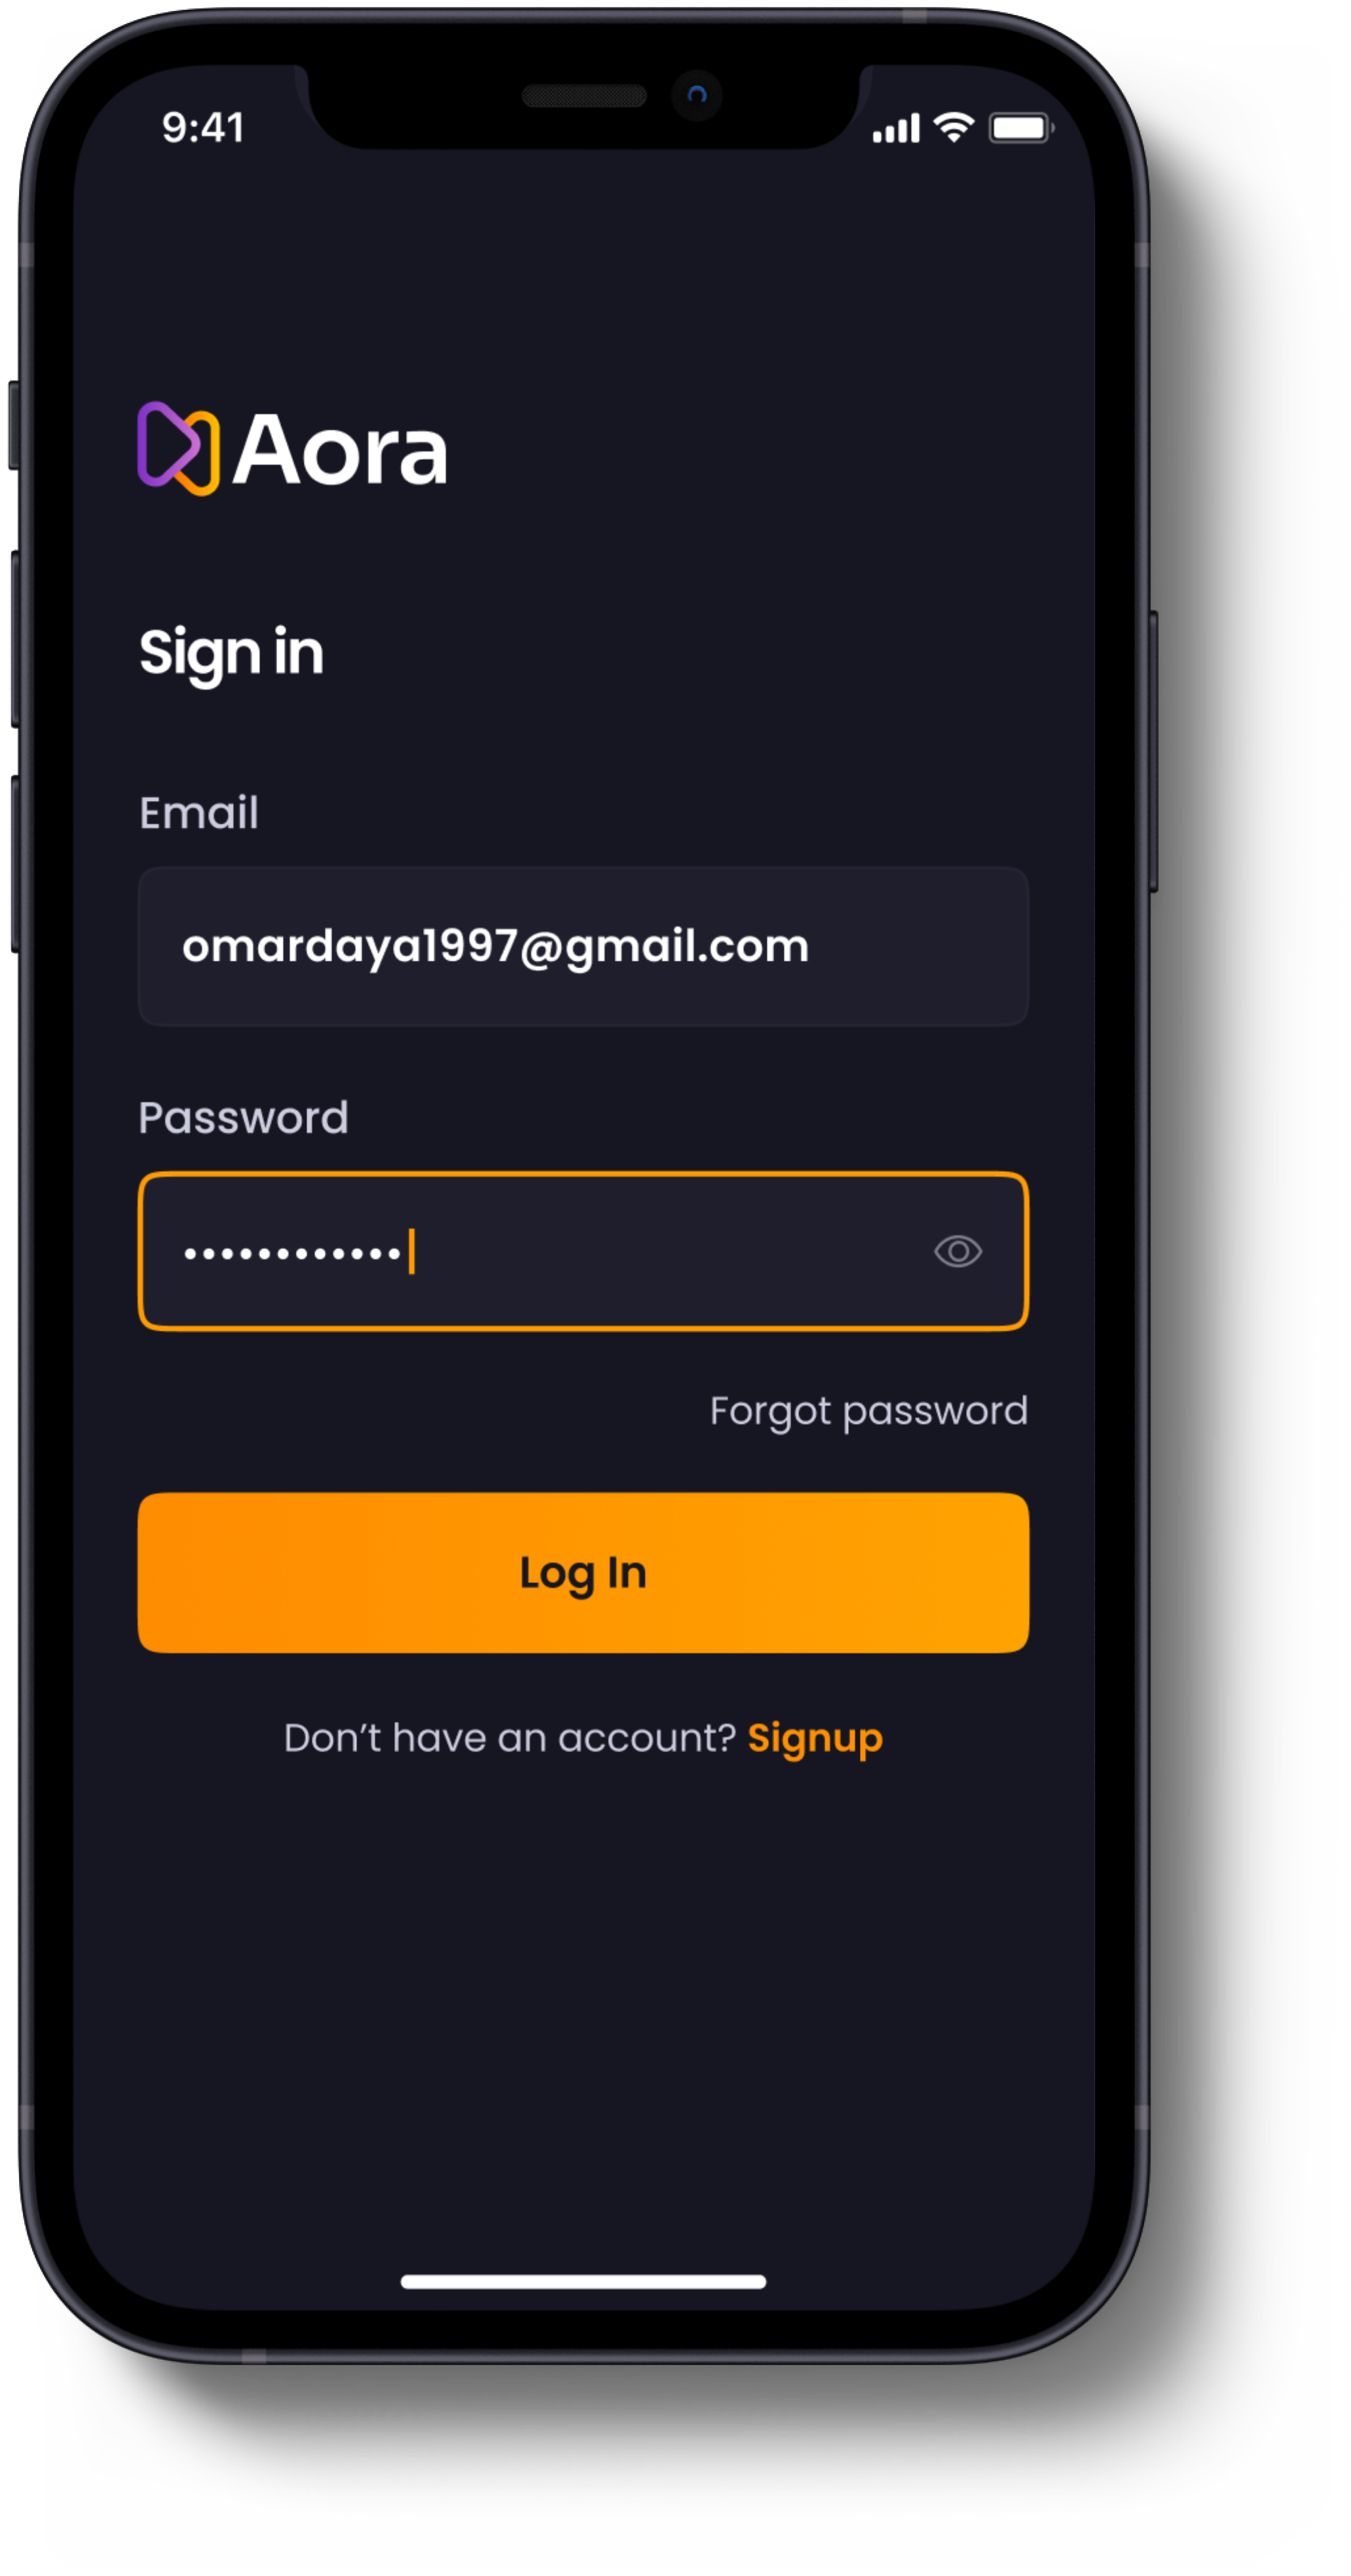 9:41
Aora
Sign in
Email
omardaya1997@gmail.com
Password
••••••••••••
Forgot password
Log In
Don’t have an account? Signup